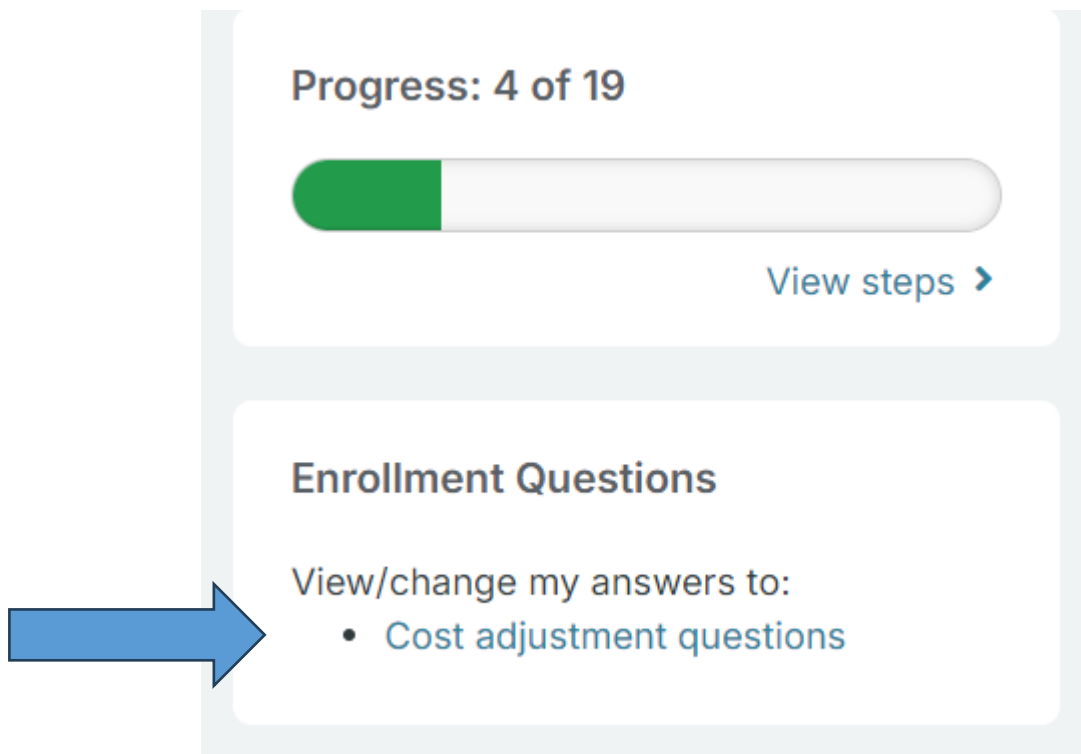 Progress: 4 of 19
View steps
Enrollment Questions
View/change my answers to:
• Cost adjustment questions